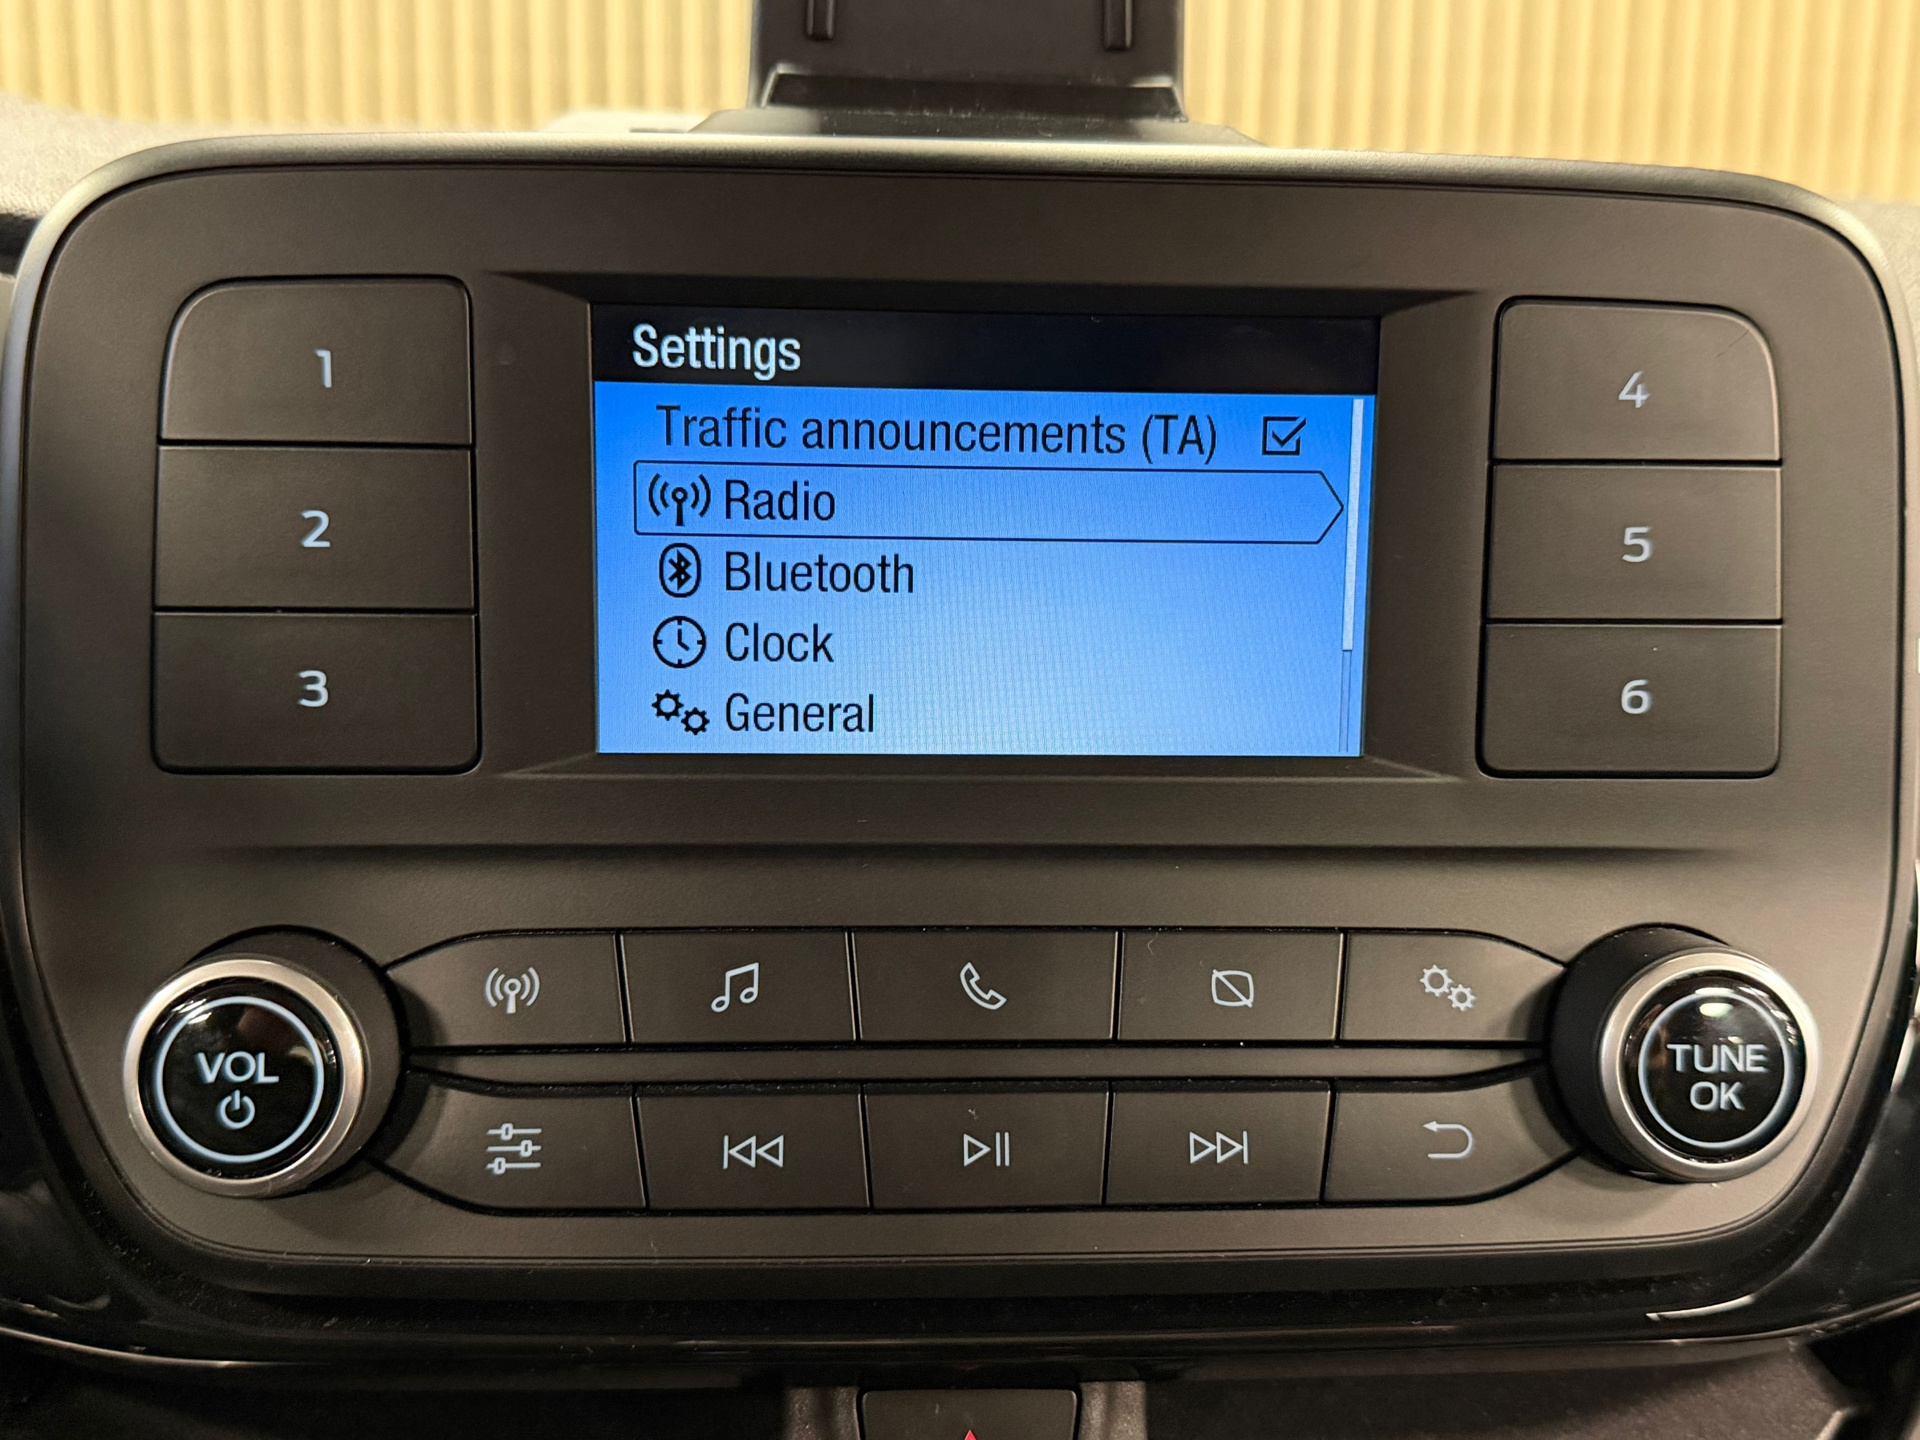 Settings
Traffic announcements (TA)
Radio
Bluetooth
Clock
General
1
2
3
4
5
6
VOL
TUNE
OK